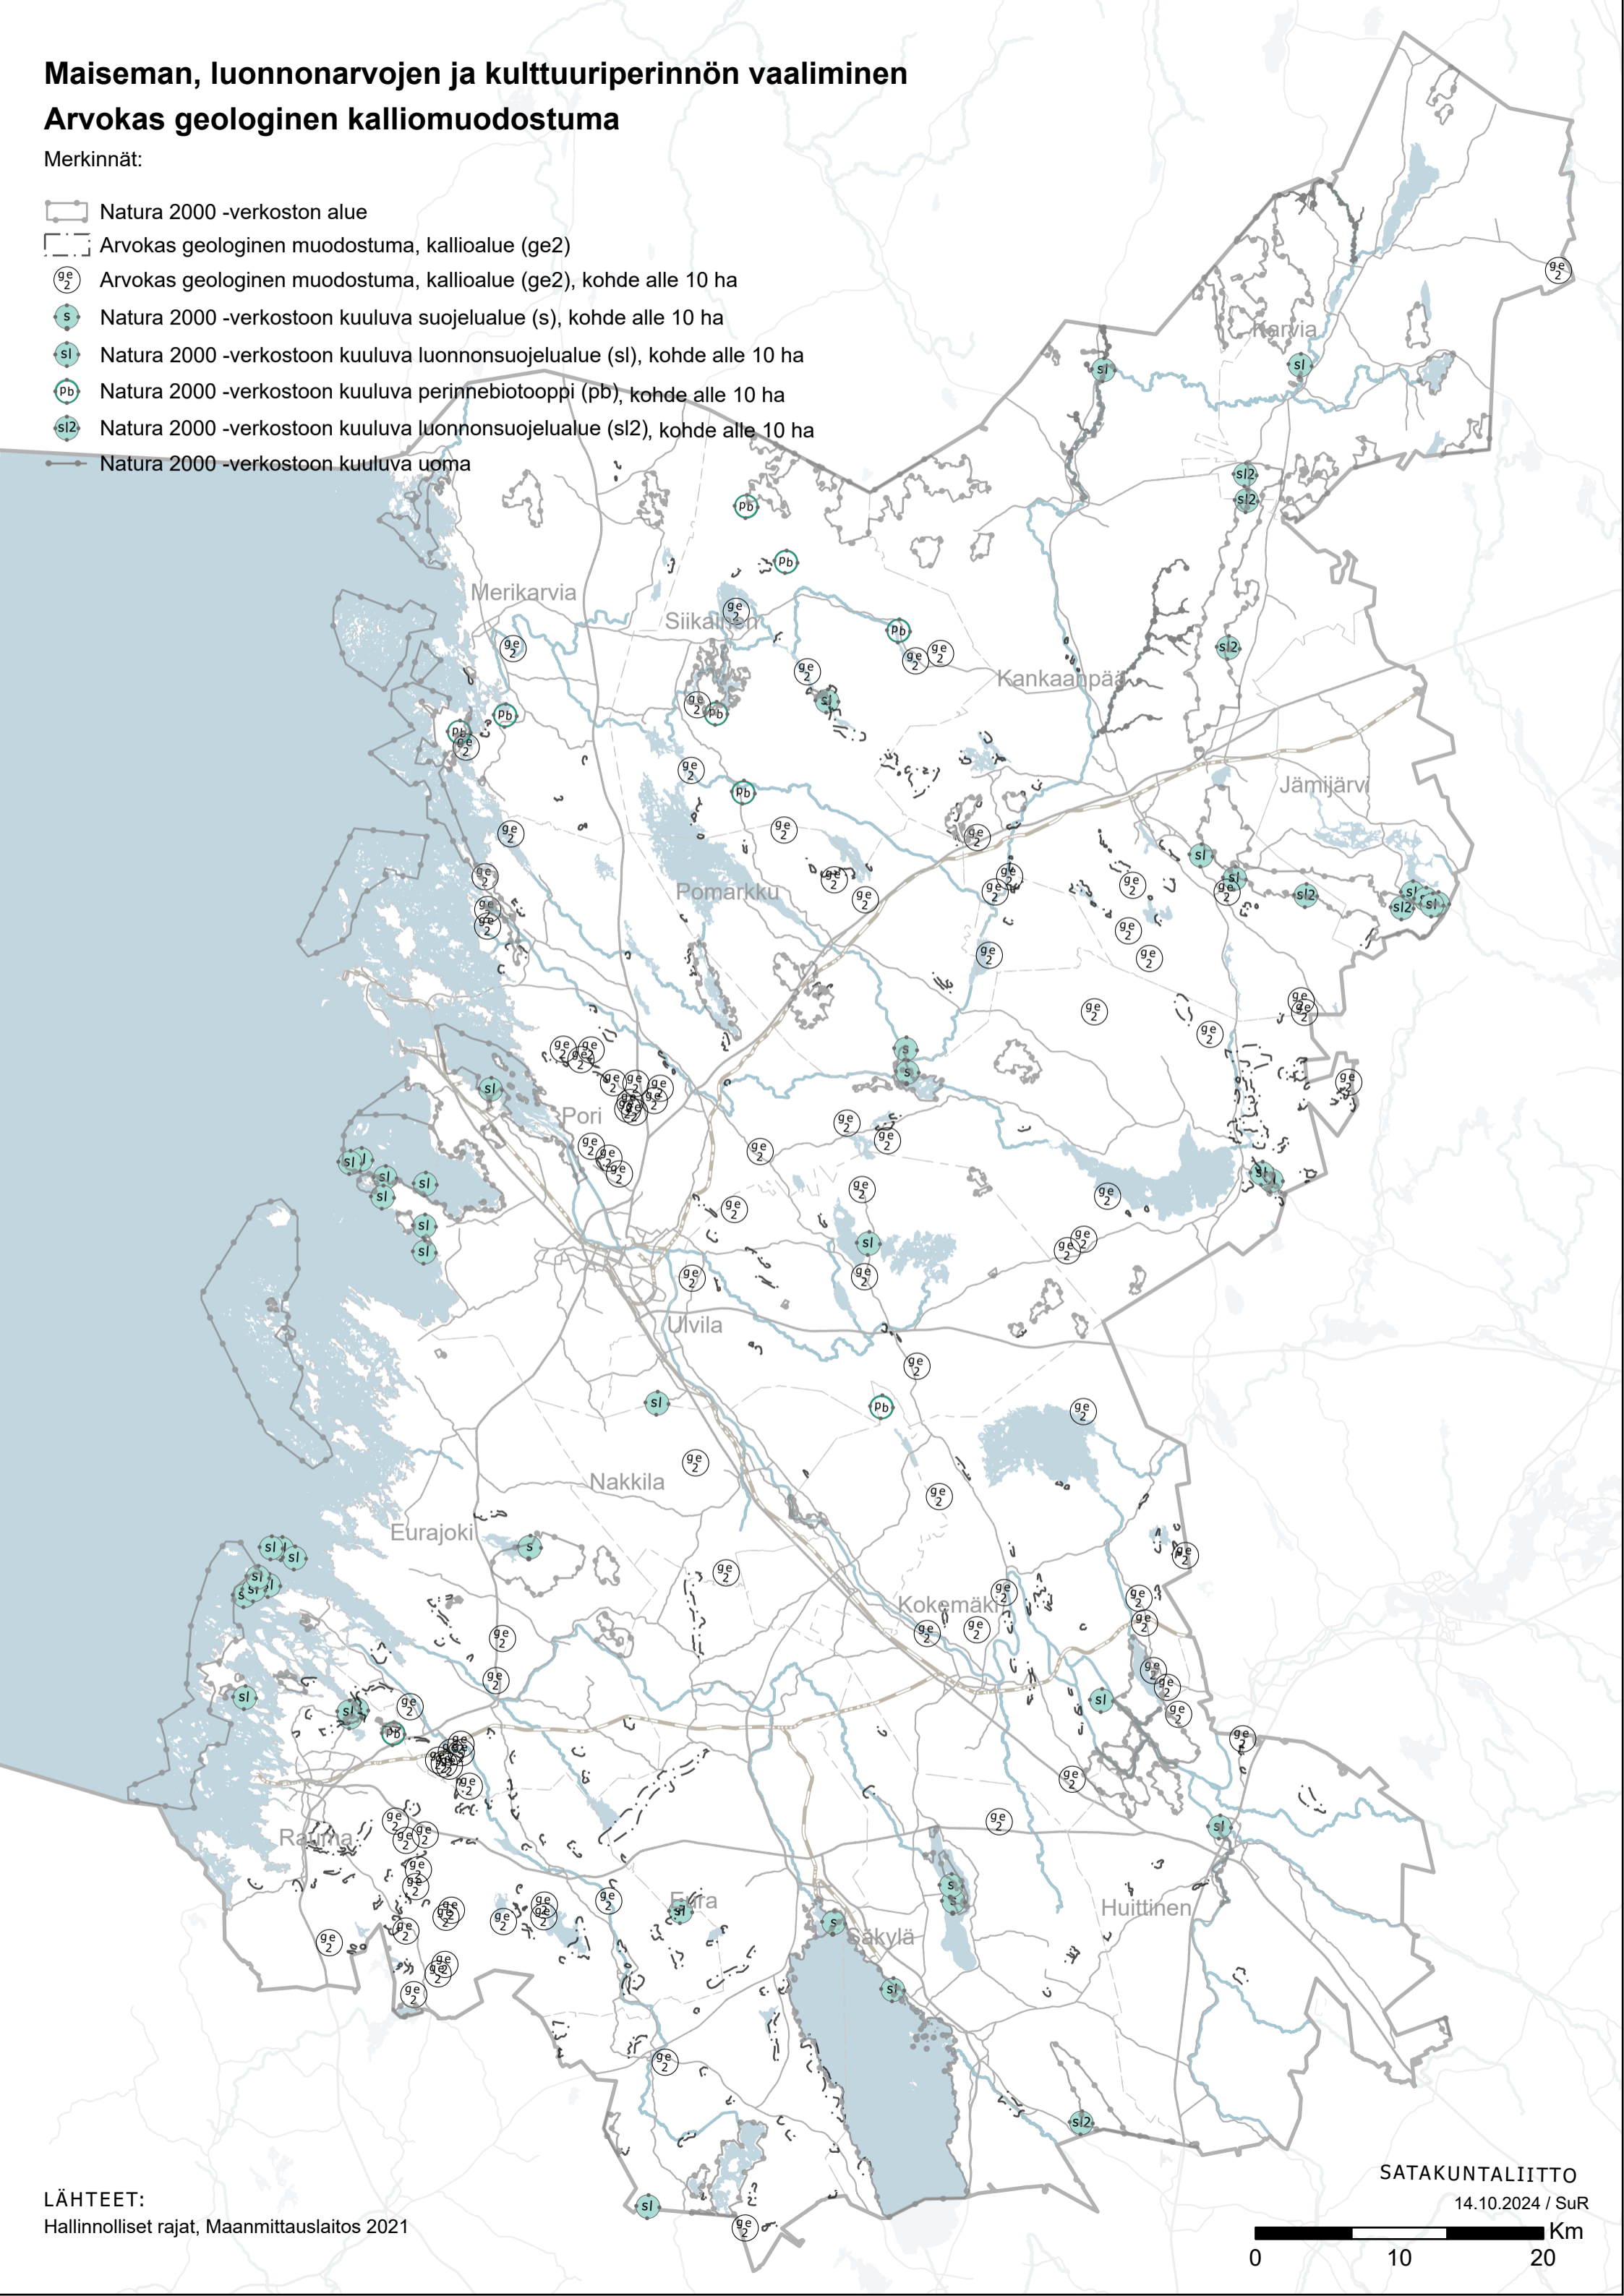 Maiseman, luonnonarvojen ja kulttuuriperinnön vaaliminen
Arvokas geologinen kalliomuodostuma
Merkinnät:
Natura 2000 -verkoston alue
Arvokas geologinen muodostuma, kallioalue (ge2)
ge 2 Arvokas geologinen muodostuma, kallioalue (ge2), kohde alle 10 ha
s Natura 2000 -verkostoon kuuluva suojelualue (s), kohde alle 10 ha
sl Natura 2000 -verkostoon kuuluva luonnonsuojelualue (sl), kohde alle 10 ha
pb Natura 2000 -verkostoon kuuluva perinnebiotooppi (pb), kohde alle 10 ha
sl2 Natura 2000 -verkostoon kuuluva luonnonsuojelualue (sl2), kohde alle 10 ha
Natura 2000 -verkostoon kuuluva uoma
Karvia
Merikarvia
Siikainen
Kankaanpää
Jämijärvi
Pomarkku
Pori
Ulvila
Nakkila
Eurajoki
Kokemäki
Rauma
Eura
Huittinen
Säkylä
LÄHTEET:
Hallinnolliset rajat, Maanmittauslaitos 2021
SATAKUNTALIITTO
14.10.2024 / SuR
Km
0 10 20